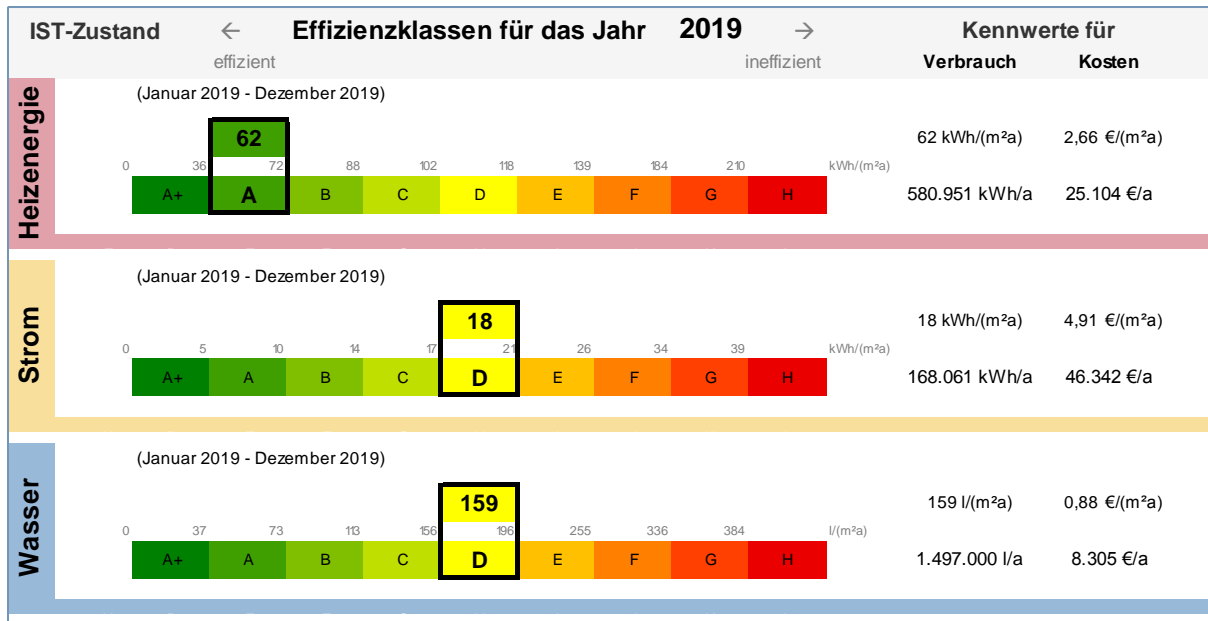 IST-Zustand ← Effizienzklassen für das Jahr 2019 → Kennwerte für
effizient ineffizient Verbrauch Kosten
Heizenergie
(Januar 2019 - Dezember 2019)
62 62 kWh/(m²a) 2,66 €/(m²a)
0 36 72 88 102 118 139 184 210 kWh/(m²a)
A+ A B C D E F G H 580.951 kWh/a 25.104 €/a
Strom
(Januar 2019 - Dezember 2019)
18 18 kWh/(m²a) 4,91 €/(m²a)
0 5 10 14 17 21 26 34 39 kWh/(m²a)
A+ A B C D E F G H 168.061 kWh/a 46.342 €/a
Wasser
(Januar 2019 - Dezember 2019)
159 159 l/(m²a) 0,88 €/(m²a)
0 37 73 113 156 196 255 336 384 l/(m²a)
A+ A B C D E F G H 1.497.000 l/a 8.305 €/a